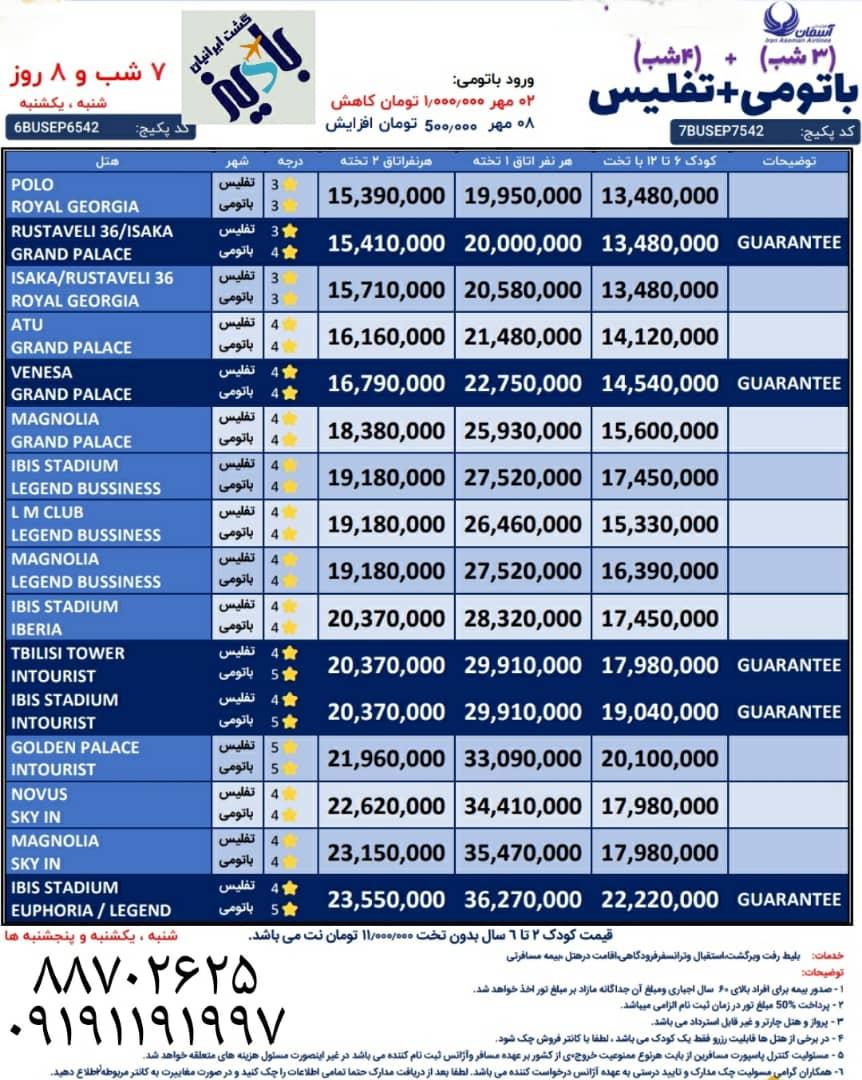 آسمان
Iran Aseman Airlines
(۳ شب) + (۴شب)
باتومی+تفلیس
کد پکیج: 7BUSEP7542
ورود باتومی:
۰۲ مهر ۱/۰۰۰/۰۰۰ تومان کاهش
۰۸ مهر ۵۰۰/۰۰۰ تومان افزایش
گشت ایرانیان
۷ شب و ۸ روز
شنبه ، یکشنبه
کد پکیج: 6BUSEP6542
هتل شهر درجه هرنفراتاق ۲ تخته هر نفر اتاق ۱ تخته کودک ۶ تا ۱۲ با تخت توضیحات
POLO تفلیس 3
ROYAL GEORGIA باتومی 3
15,390,000 19,950,000 13,480,000
RUSTAVELI 36/ISAKA تفلیس 3
GRAND PALACE باتومی 4
15,410,000 20,000,000 13,480,000 GUARANTEE
ISAKA/RUSTAVELI 36 تفلیس 3
ROYAL GEORGIA باتومی 3
15,710,000 20,580,000 13,480,000
ATU تفلیس 4
GRAND PALACE باتومی 4
16,160,000 21,480,000 14,120,000
VENESA تفلیس 4
GRAND PALACE باتومی 4
16,790,000 22,750,000 14,540,000 GUARANTEE
MAGNOLIA تفلیس 4
GRAND PALACE باتومی 4
18,380,000 25,930,000 15,600,000
IBIS STADIUM تفلیس 4
LEGEND BUSSINESS باتومی 4
19,180,000 27,520,000 17,450,000
L M CLUB تفلیس 4
LEGEND BUSSINESS باتومی 4
19,180,000 26,460,000 15,330,000
MAGNOLIA تفلیس 4
LEGEND BUSSINESS باتومی 4
19,180,000 27,520,000 16,390,000
IBIS STADIUM تفلیس 4
IBERIA باتومی 4
20,370,000 28,320,000 17,450,000
TBILISI TOWER تفلیس 4
INTOURIST باتومی 5
20,370,000 29,910,000 17,980,000 GUARANTEE
IBIS STADIUM تفلیس 4
INTOURIST باتومی 5
20,370,000 29,910,000 19,040,000 GUARANTEE
GOLDEN PALACE تفلیس 5
INTOURIST باتومی 5
21,960,000 33,090,000 20,100,000
NOVUS تفلیس 4
SKY IN باتومی 4
22,620,000 34,410,000 17,980,000
MAGNOLIA تفلیس 4
SKY IN باتومی 4
23,150,000 35,470,000 17,980,000
IBIS STADIUM تفلیس 4
EUPHORIA / LEGEND باتومی 5
23,550,000 36,270,000 22,220,000 GUARANTEE
قیمت کودک ۲ تا ۶ سال بدون تخت ۱۱/۰۰۰/۰۰۰ تومان نت می باشد.
شنبه ، یکشنبه و پنجشنبه ها
۸۸۷۰۲۶۲۵
۰۹۱۹۱۱۹۱۹۹۷
خدمات: بلیط رفت وبرگشت،استقبال وترانسفرفرودگاهی،اقامت درهتل ،بیمه مسافرتی
توضیحات:
۱- صدور بیمه برای افراد بالای ۶۰ سال اجباری ومبلغ آن جداگانه مازاد بر مبلغ تور اخذ خواهد شد.
۲- پرداخت 50% مبلغ تور در زمان ثبت نام الزامی میباشد.
۳- پرواز و هتل چارتر و غیر قابل استرداد می باشد.
۴- در برخی از هتل ها قابلیت رزرو فقط یک کودک می باشد ، لطفا با کانتر فروش چک شود.
۵- مسئولیت کنترل پاسپورت مسافرین از بابت هرنوع ممنوعیت خروجی از کشور بر عهده مسافر وآژانس ثبت نام کننده می باشد در غیر اینصورت مسئول هزینه های متعلقه خواهد شد.
۶- همکاران گرامی مسولیت چک مدارک و تایید درستی به عهده آژانس درخواست کننده می باشد. لطفا بعد از دریافت مدارک حتما تمامی اطلاعات را چک کنید و در صورت مغایرت به کانتر مربوطه اطلاع دهید.